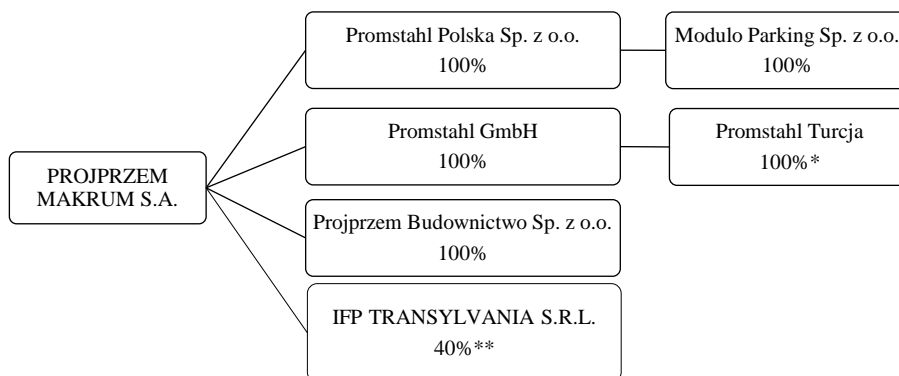 Promstahl Polska Sp. z o.o.
100%
Modulo Parking Sp. z o.o.
100%
Promstahl GmbH
100%
Promstahl Turcja
100%*
PROJPRZEM
MAKRUM S.A.
Projprzem Budownictwo Sp. z o.o.
100%
IFP TRANSYLVANIA S.R.L.
40%**